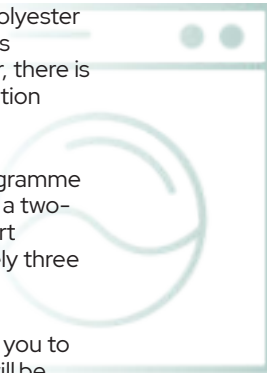 olyester
s
r, there is
tion
gramme
a two-
rt
ly three
you to
ill be